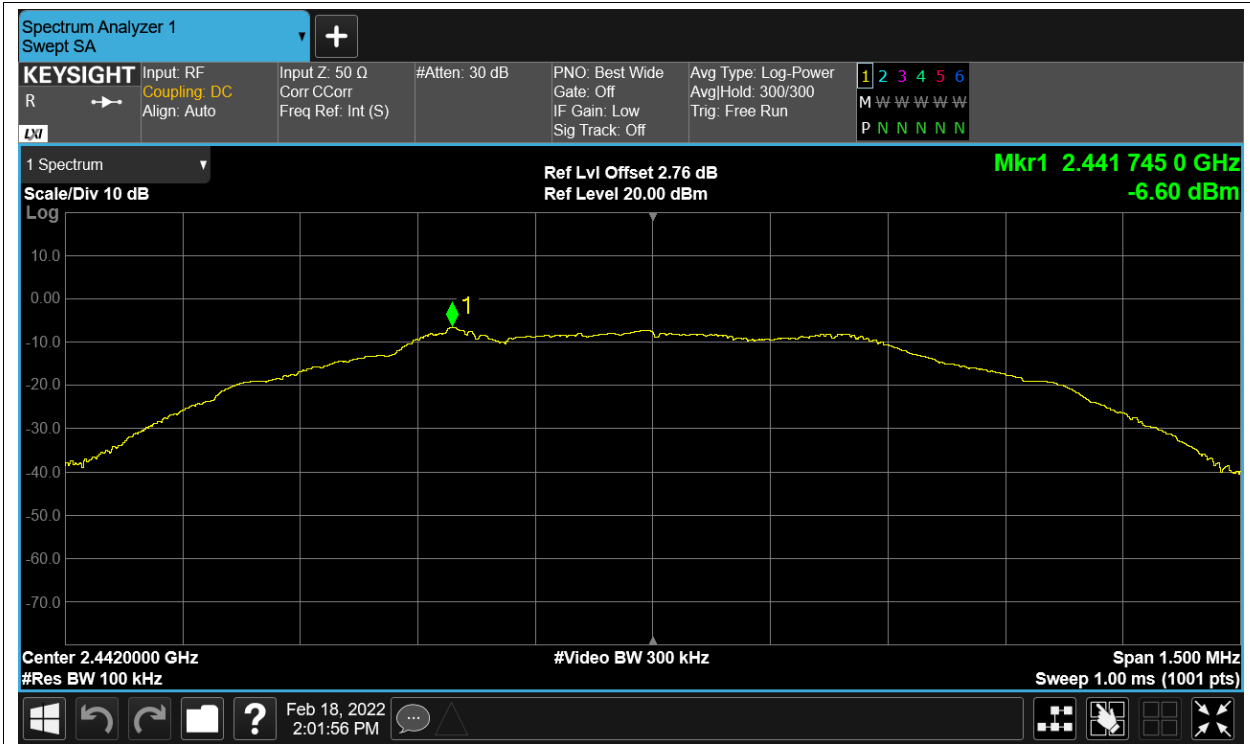 Spectrum Analyzer 1
Swept SA
+
KEYSIGHT
R
LXI
Input: RF
Coupling: DC
Align: Auto
Input Z: 50 Ω
Corr CCorr
Freq Ref: Int (S)
#Atten: 30 dB
PNO: Best Wide
Gate: Off
IF Gain: Low
Sig Track: Off
Avg Type: Log-Power
Avg|Hold: 300/300
Trig: Free Run
1 2 3 4 5 6
M W W W W W
P N N N N N
1 Spectrum
Scale/Div 10 dB
Log
Ref Lvl Offset 2.76 dB
Ref Level 20.00 dBm
Mkr1 2.441 745 0 GHz
-6.60 dBm
10.0
0.00
-10.0
-20.0
-30.0
-40.0
-50.0
-60.0
-70.0
1
Center 2.4420000 GHz
#Res BW 100 kHz
#Video BW 300 kHz
Span 1.500 MHz
Sweep 1.00 ms (1001 pts)
?
Feb 18, 2022
2:01:56 PM